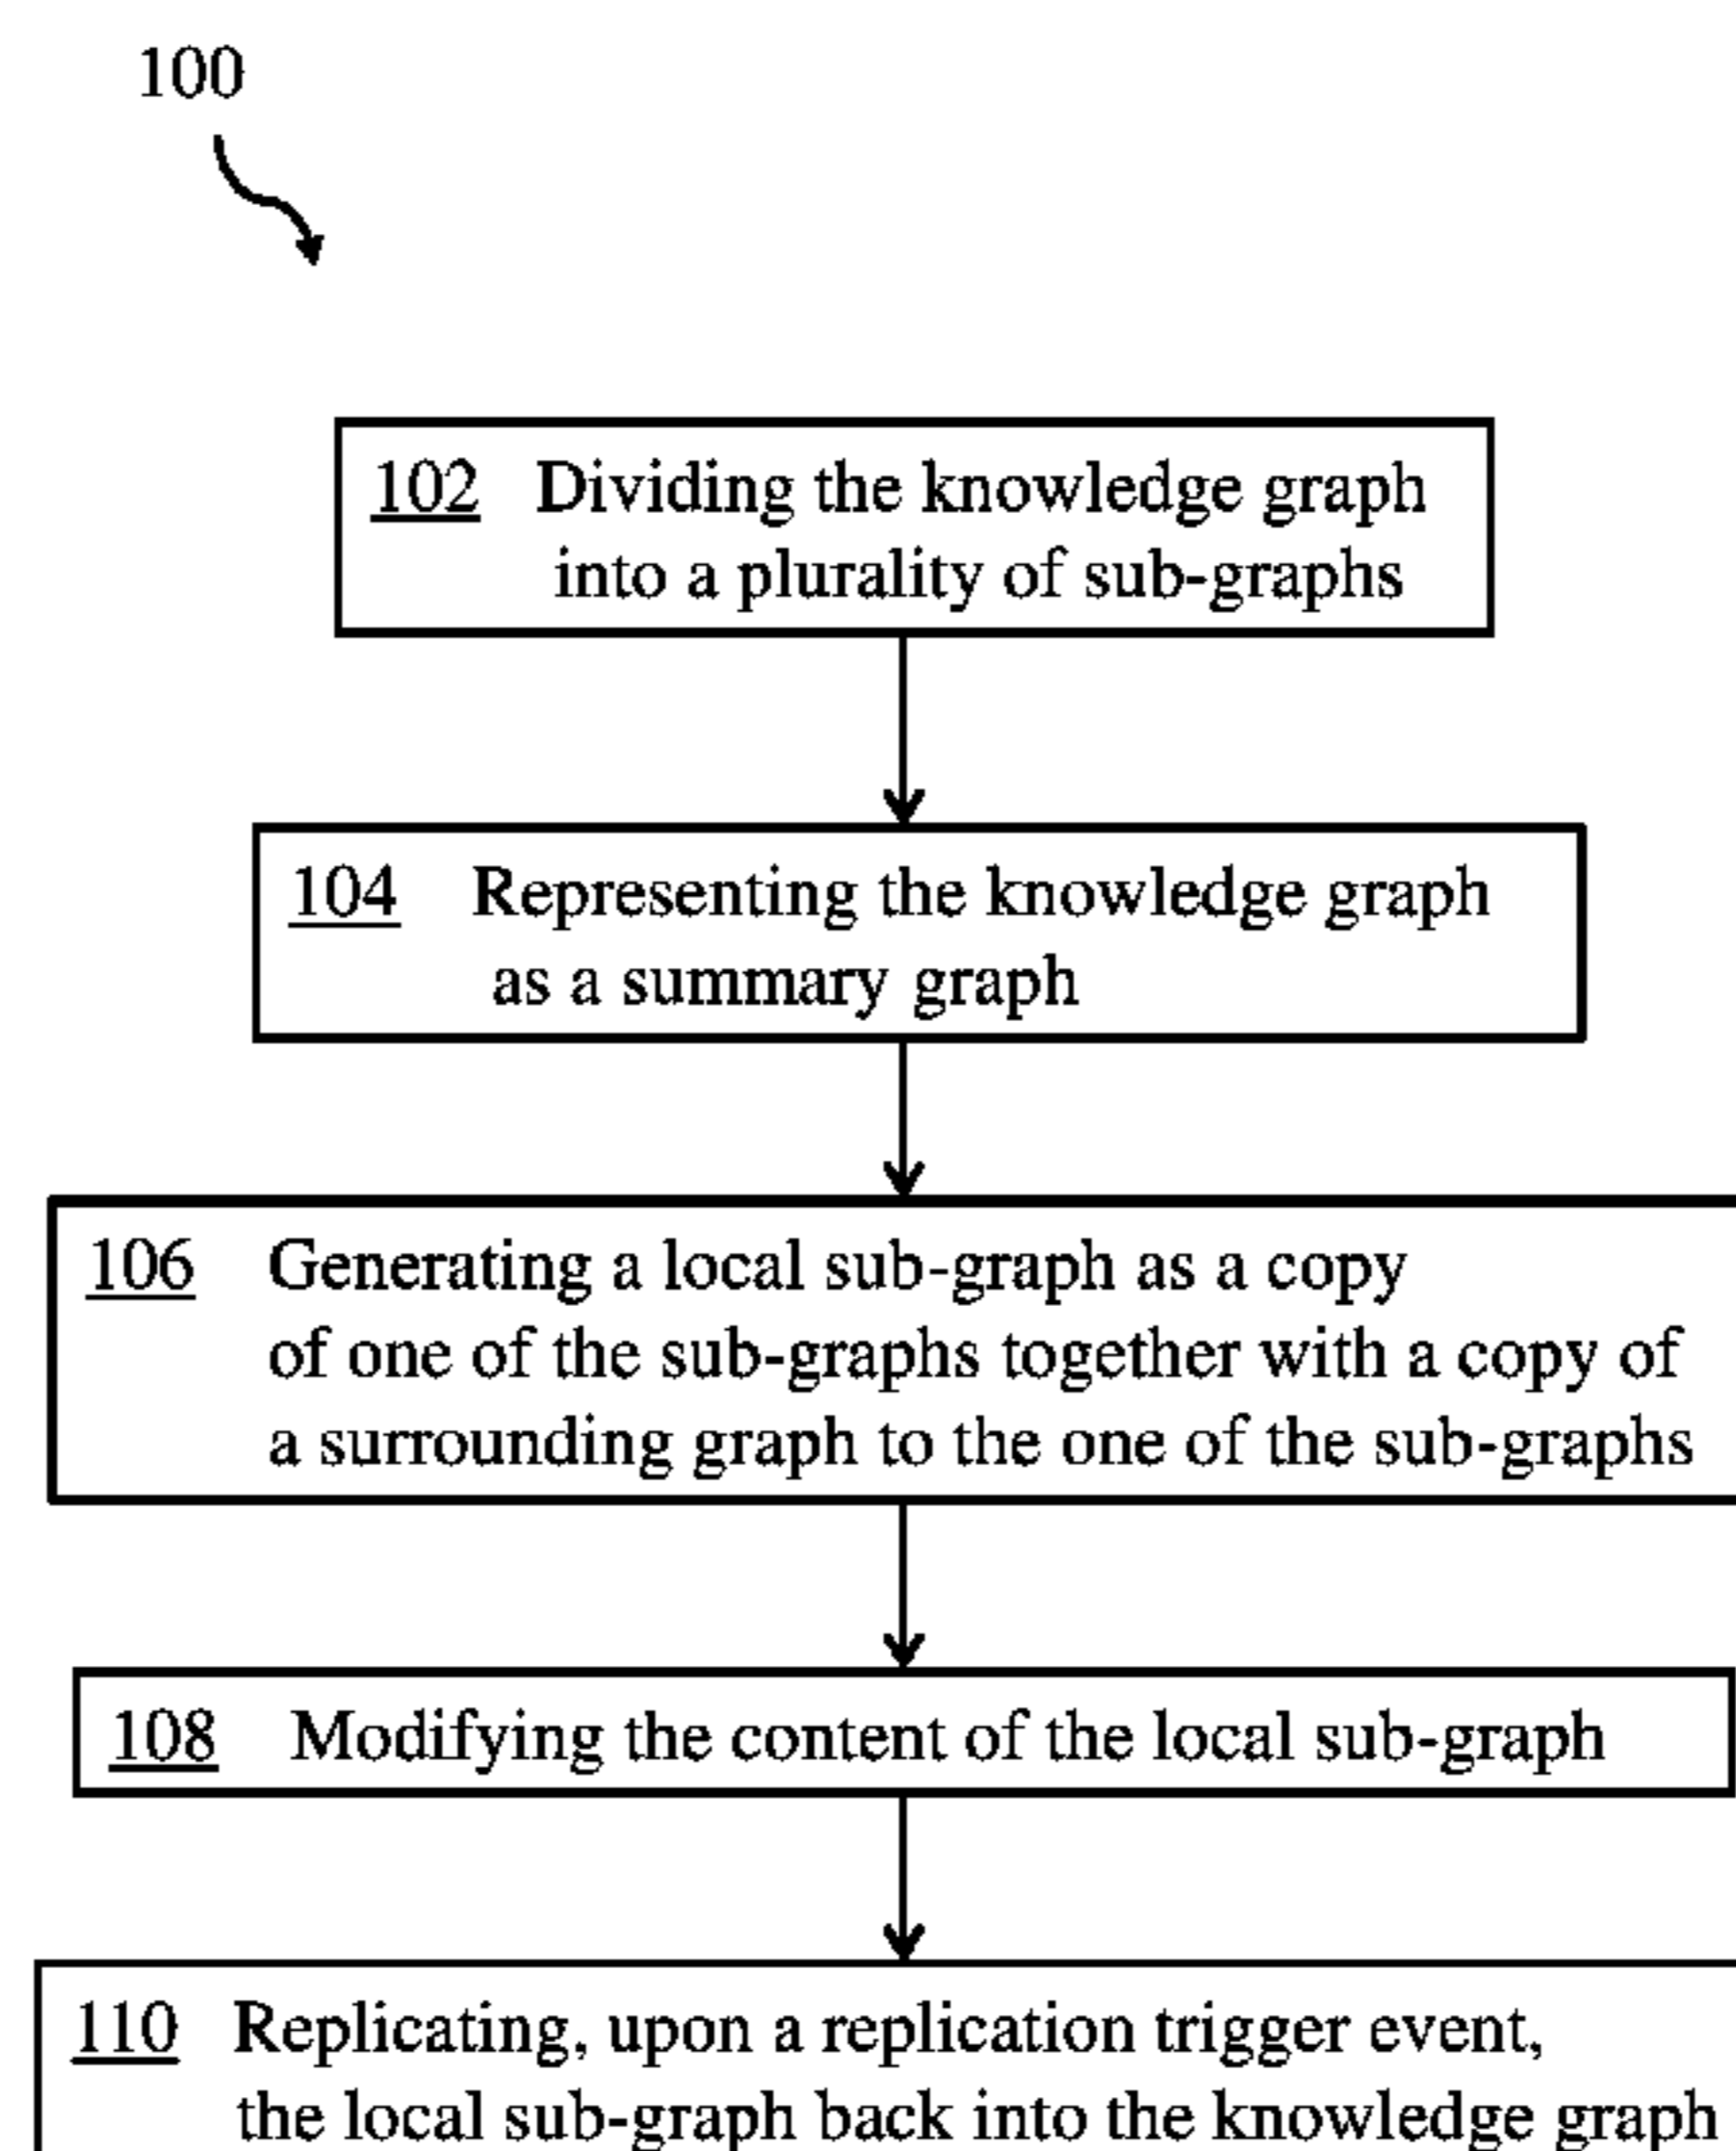 100
102 Dividing the knowledge graph
into a plurality of sub-graphs
104 Representing the knowledge graph
as a summary graph
106 Generating a local sub-graph as a copy
of one of the sub-graphs together with a copy of
a surrounding graph to the one of the sub-graphs
108 Modifying the content of the local sub-graph
110 Replicating, upon a replication trigger event,
the local sub-graph back into the knowledge graph